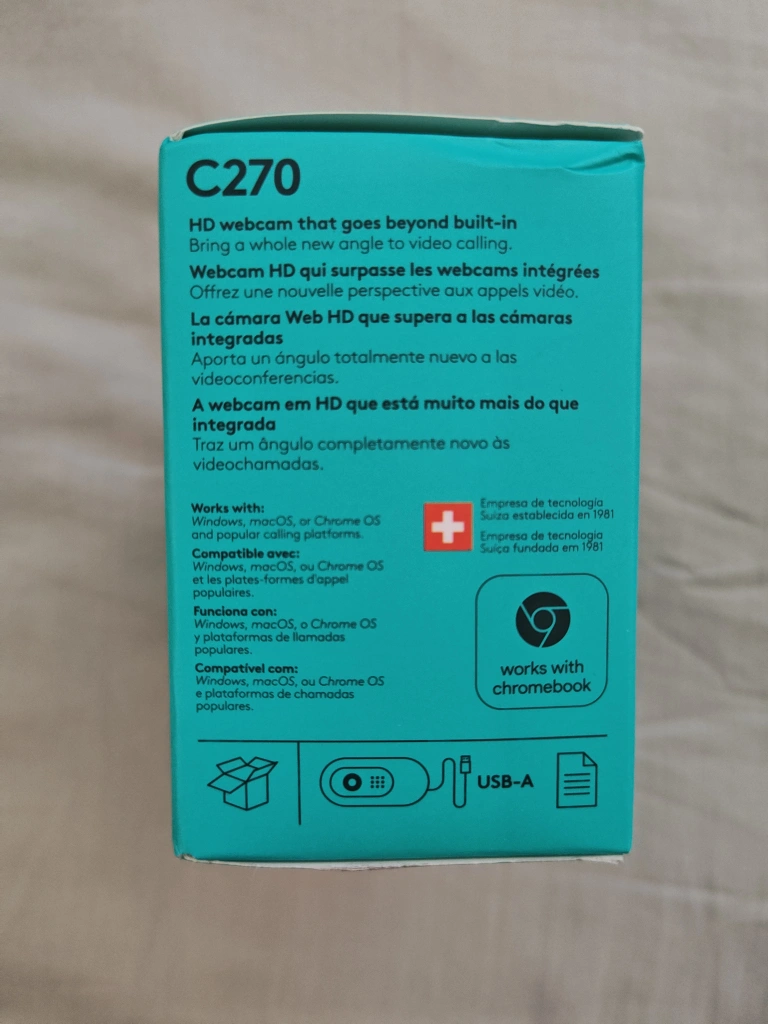 C270
HD webcam that goes beyond built-in
Bring a whole new angle to video calling.
Webcam HD qui surpasse les webcams intégrées
Offrez une nouvelle perspective aux appels vidéo.
La cámara Web HD que supera a las cámaras
integradas
Aporta un ángulo totalmente nuevo a las
videoconferencias.
A webcam em HD que está muito mais do que
integrada
Traz um ângulo completamente novo às
videochamadas.
Works with:
Windows, macOS, or Chrome OS
and popular calling platforms.
Compatible avec:
Windows, macOS, ou Chrome OS
et les plates-formes d'appel
populaires.
Funciona con:
Windows, macOS, o Chrome OS
y plataformas de llamadas
populares.
Compatível com:
Windows, macOS, ou Chrome OS
e plataformas de chamadas
populares.
Empresa de tecnologia
Suiza establecida en 1981
Empresa de tecnologia
Suíça fundada em 1981
works with
chromebook
USB-A